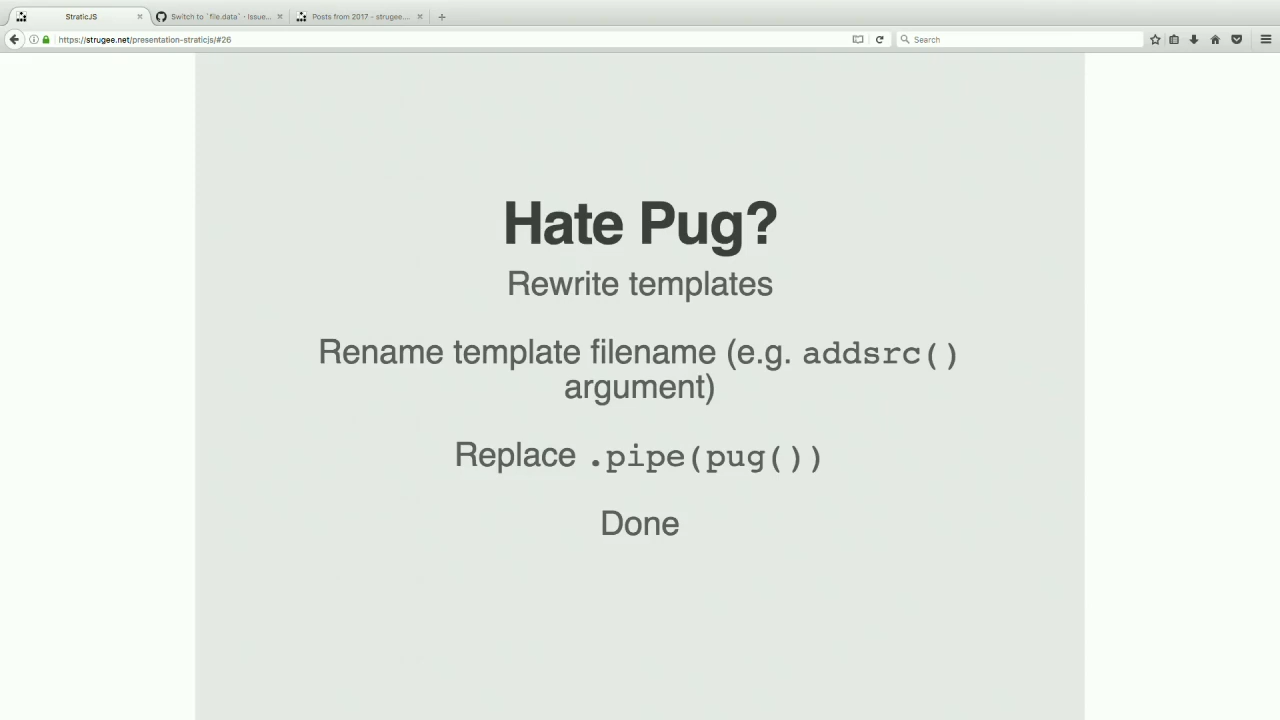 StraticJS
Switch to `file.data` · Issue...
Posts from 2017 - strugee....
https://strugee.net/presentation-straticjs/#26
Search
Hate Pug?
Rewrite templates
Rename template filename (e.g. addsrc()
argument)
Replace .pipe(pug())
Done